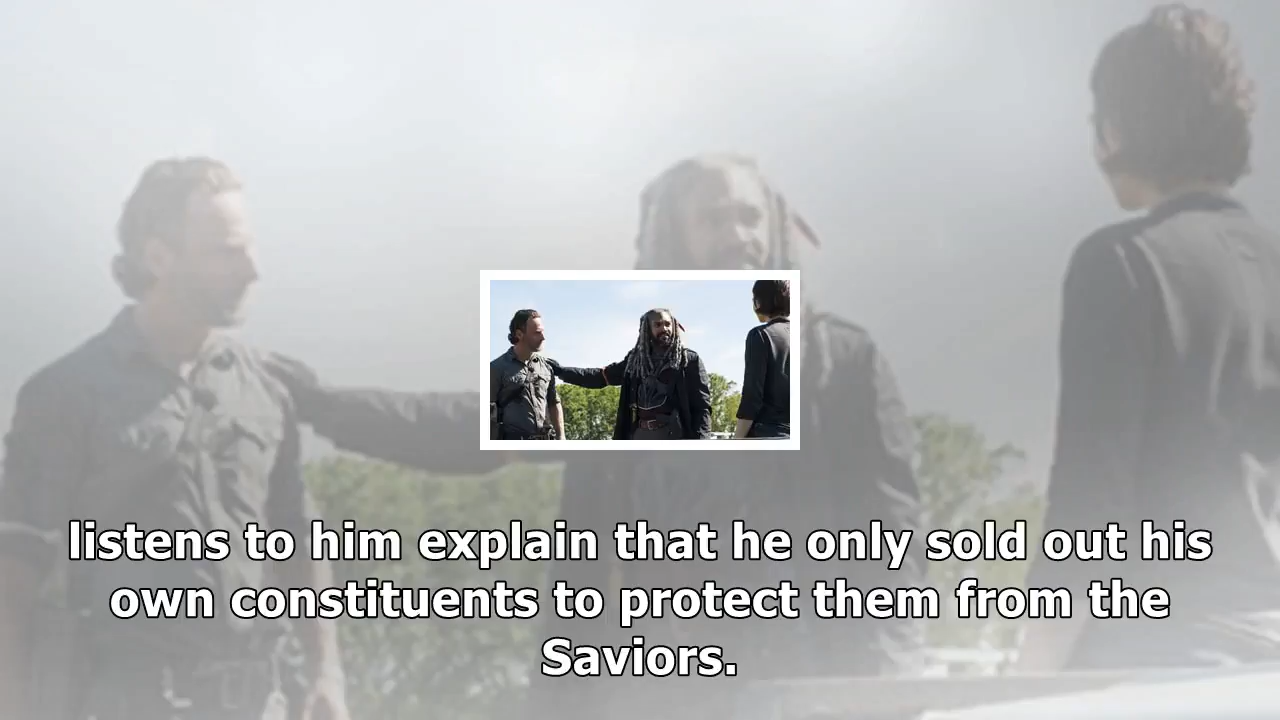 listens to him explain that he only sold out his
own constituents to protect them from the
Saviors.